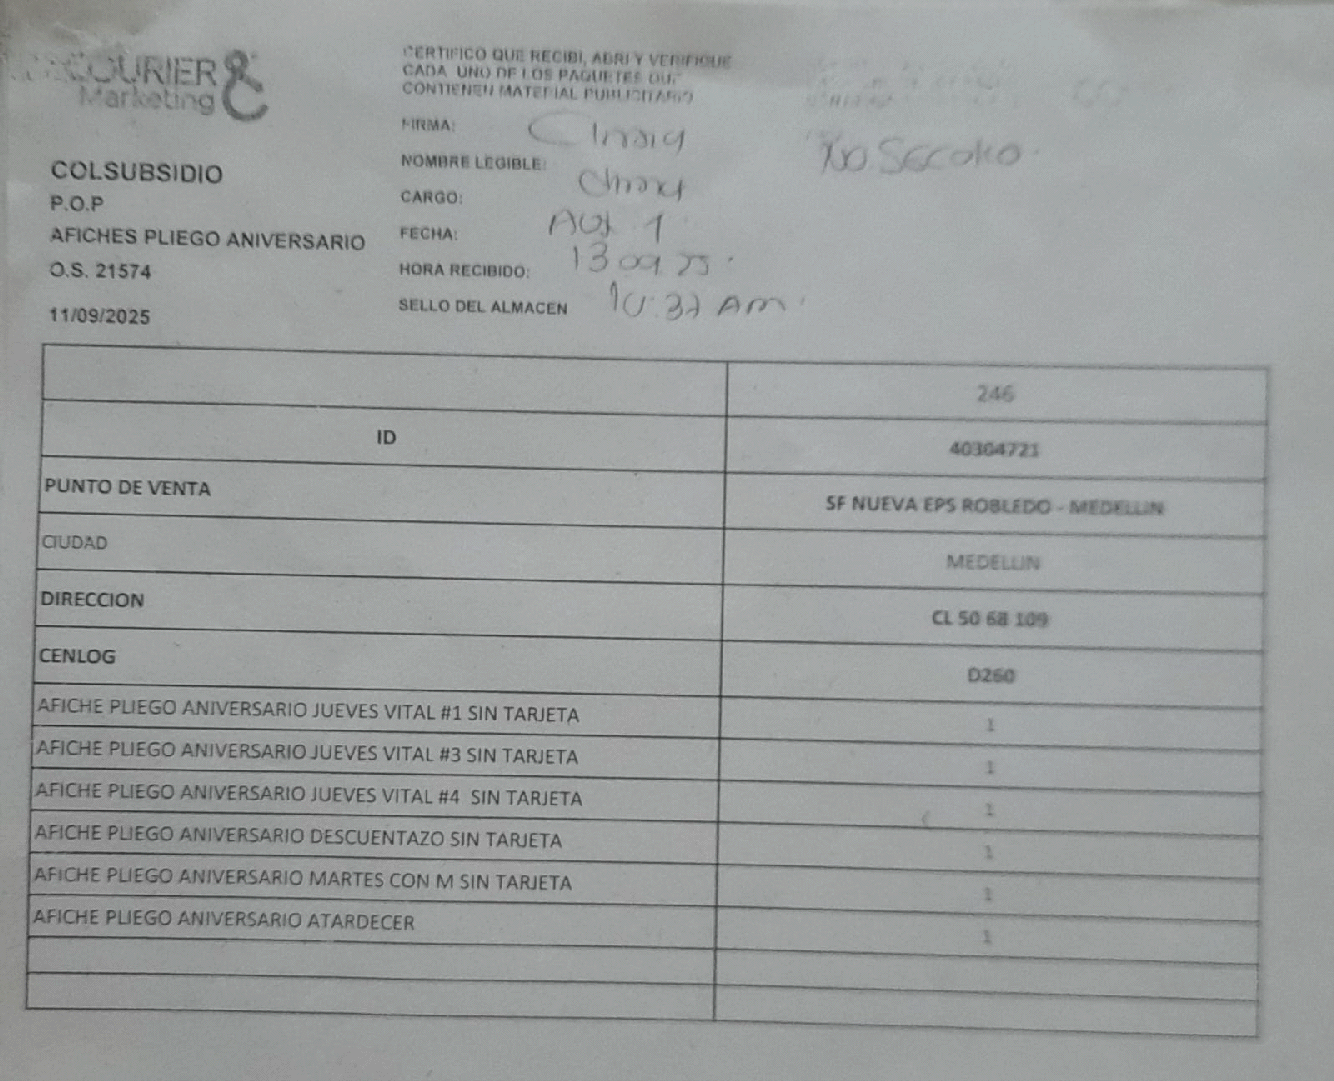 COURIER &
Marketing
COLSUBSIDIO
P.O.P
AFICHES PLIEGO ANIVERSARIO
O.S. 21574
11/09/2025
CERTIFICO QUE RECIBI, ABRI Y VERIFIQUE
CADA UNO DE LOS PAQUETES QUE
CONTIENEN MATERIAL PUBLICITARIO
FIRMA:
NOMBRE LEGIBLE:
CARGO:
FECHA: AUX 1
HORA RECIBIDO: 13 09 25
SELLO DEL ALMACEN 10:37 AM
246
ID 40304721
PUNTO DE VENTA SF NUEVA EPS ROBLEDO - MEDELLIN
CIUDAD MEDELLIN
DIRECCION CL 50 68 109
CENLOG D260
AFICHE PLIEGO ANIVERSARIO JUEVES VITAL #1 SIN TARJETA 1
AFICHE PLIEGO ANIVERSARIO JUEVES VITAL #3 SIN TARJETA 1
AFICHE PLIEGO ANIVERSARIO JUEVES VITAL #4 SIN TARJETA 1
AFICHE PLIEGO ANIVERSARIO DESCUENTAZO SIN TARJETA 1
AFICHE PLIEGO ANIVERSARIO MARTES CON M SIN TARJETA 1
AFICHE PLIEGO ANIVERSARIO ATARDECER 1